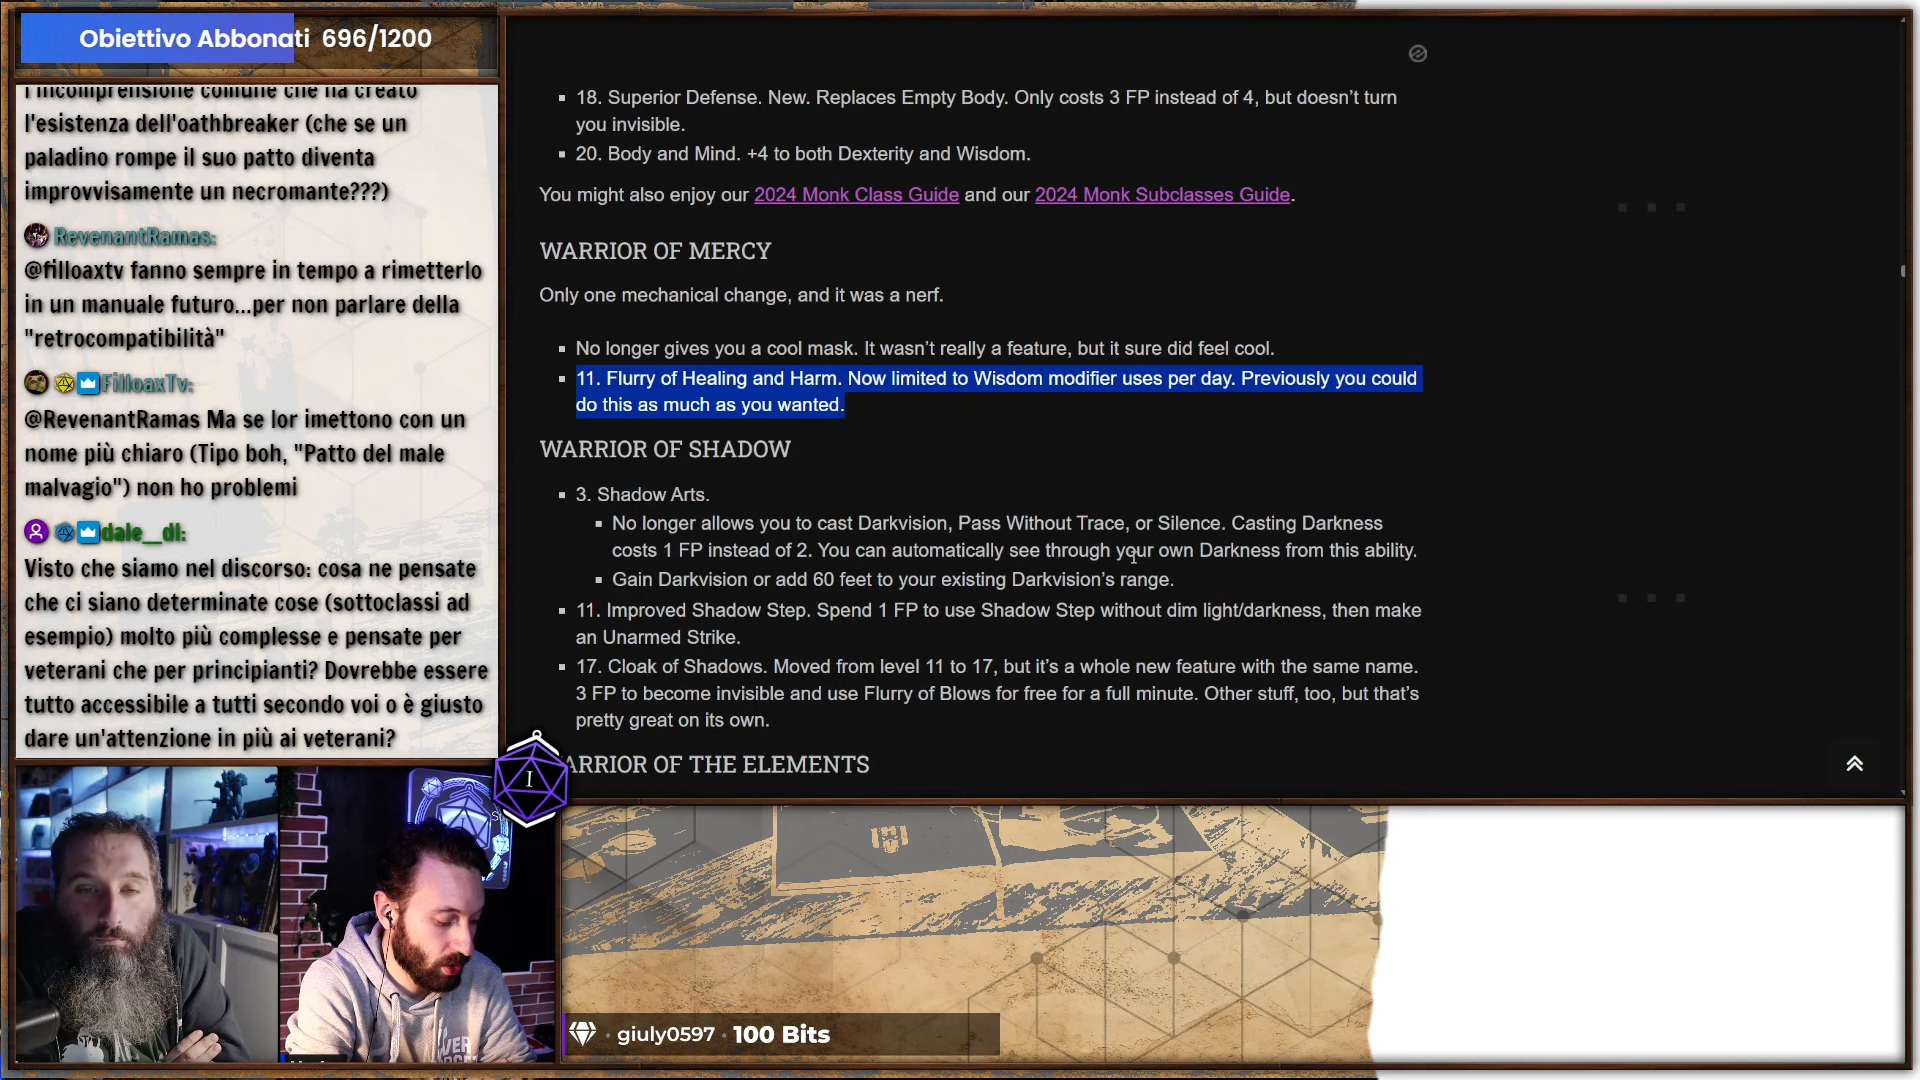 Obiettivo Abbonati 696/1200
l'incomprensione comune che ha creato
l'esistenza dell'oathbreaker (che se un
paladino rompe il suo patto diventa
improvvisamente un necromante???)
RevenantRamas:
@filloaxtv fanno sempre in tempo a rimetterlo
in un manuale futuro...per non parlare della
"retrocompatibilità"
FilloaxTv:
@RevenantRamas Ma se lor imettono con un
nome più chiaro (Tipo boh, "Patto del male
malvagio") non ho problemi
dale__dl:
Visto che siamo nel discorso: cosa ne pensate
che ci siano determinate cose (sottoclassi ad
esempio) molto più complesse e pensate per
veterani che per principianti? Dovrebbe essere
tutto accessibile a tutti secondo voi o è giusto
dare un'attenzione in più ai veterani?
18. Superior Defense. New. Replaces Empty Body. Only costs 3 FP instead of 4, but doesn't turn
you invisible.
20. Body and Mind. +4 to both Dexterity and Wisdom.
You might also enjoy our 2024 Monk Class Guide and our 2024 Monk Subclasses Guide.
WARRIOR OF MERCY
Only one mechanical change, and it was a nerf.
No longer gives you a cool mask. It wasn't really a feature, but it sure did feel cool.
11. Flurry of Healing and Harm. Now limited to Wisdom modifier uses per day. Previously you could
do this as much as you wanted.
WARRIOR OF SHADOW
3. Shadow Arts.
No longer allows you to cast Darkvision, Pass Without Trace, or Silence. Casting Darkness
costs 1 FP instead of 2. You can automatically see through your own Darkness from this ability.
Gain Darkvision or add 60 feet to your existing Darkvision's range.
11. Improved Shadow Step. Spend 1 FP to use Shadow Step without dim light/darkness, then make
an Unarmed Strike.
17. Cloak of Shadows. Moved from level 11 to 17, but it's a whole new feature with the same name.
3 FP to become invisible and use Flurry of Blows for free for a full minute. Other stuff, too, but that's
pretty great on its own.
ARRIOR OF THE ELEMENTS
I
giuly0597 · 100 Bits